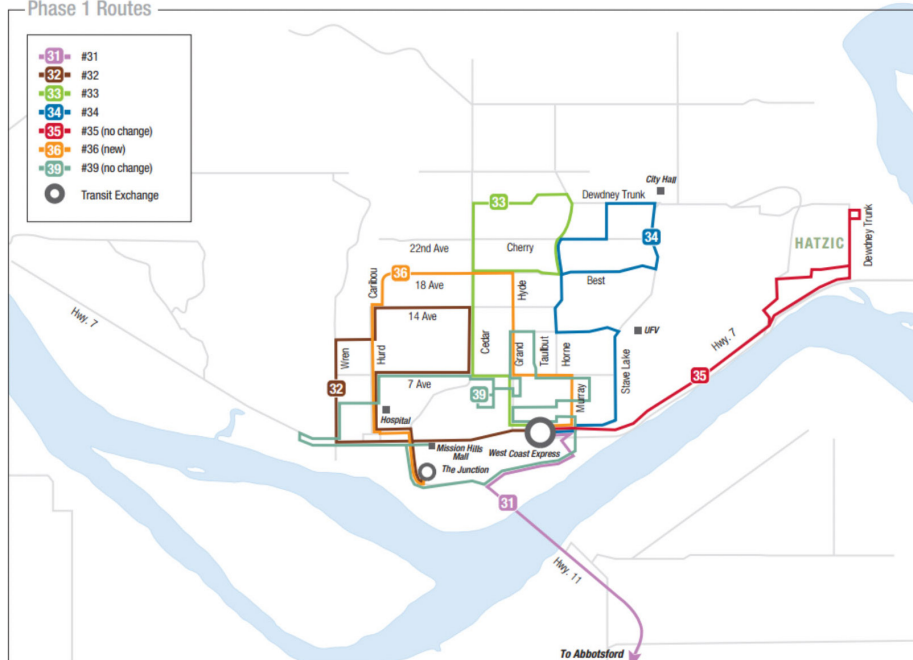 Phase 1 Routes
31 #31
32 #32
33 #33
34 #34
35 #35 (no change)
36 #36 (new)
39 #39 (no change)
Transit Exchange
City Hall
33
Dewdney Trunk
34
HATZIC
Dewdney Trunk
22nd Ave
Cherry
36
Caribou
18 Ave
Hyde
Best
Hwy. 7
14 Ave
Wren
Hurd
Cedar
Grand
Taulbut
Horne
Stave Lake
UFV
Hwy. 7
35
32
7 Ave
39
Murray
Hospital
Mission Hills
Mall
West Coast Express
The Junction
31
Hwy. 11
To Abbotsford